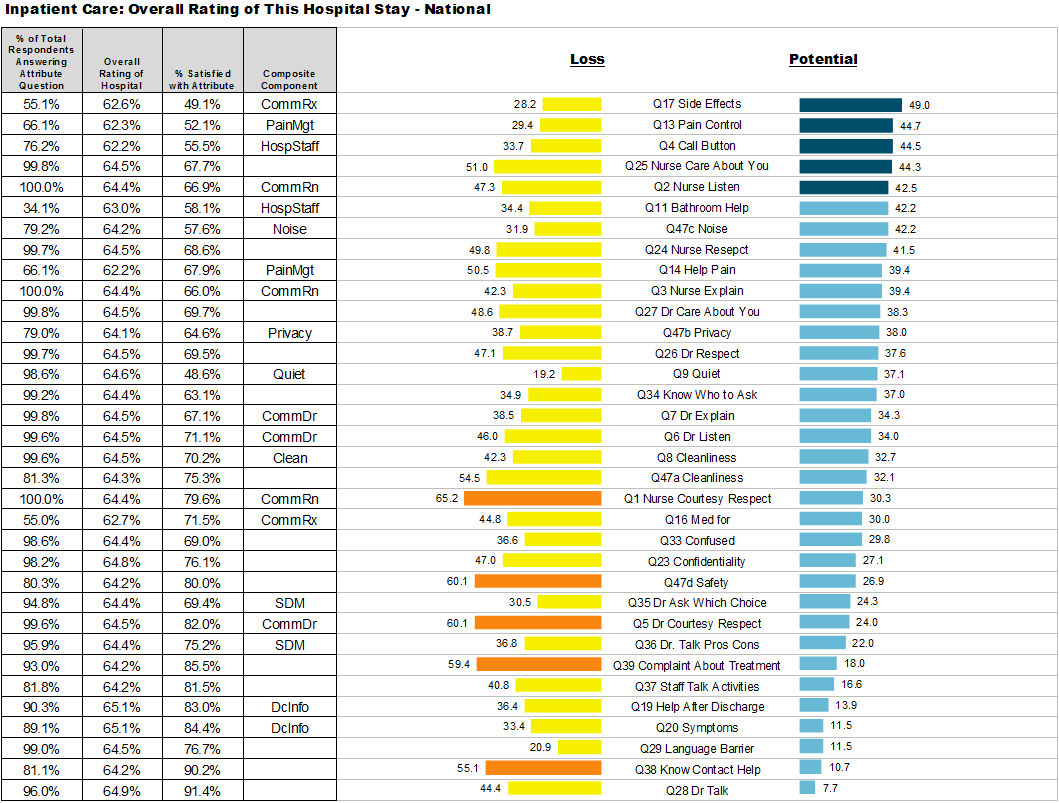 Inpatient Care: Overall Rating of This Hospital Stay - National
% of Total Respondents Answering Attribute Question
Overall Rating of Hospital
% Satisfied with Attribute
Composite Component
Loss
Potential
55.1% 62.6% 49.1% CommRx 28.2 Q17 Side Effects 49.0
66.1% 62.3% 52.1% PainMgt 29.4 Q13 Pain Control 44.7
76.2% 62.2% 55.5% HospStaff 33.7 Q4 Call Button 44.5
99.8% 64.5% 67.7% 51.0 Q25 Nurse Care About You 44.3
100.0% 64.4% 66.9% CommRn 47.3 Q2 Nurse Listen 42.5
34.1% 63.0% 58.1% HospStaff 34.4 Q11 Bathroom Help 42.2
79.2% 64.2% 57.6% Noise 31.9 Q47c Noise 42.2
99.7% 64.5% 68.6% 49.8 Q24 Nurse Resepct 41.5
66.1% 62.2% 67.9% PainMgt 50.5 Q14 Help Pain 39.4
100.0% 64.4% 66.0% CommRn 42.3 Q3 Nurse Explain 39.4
99.8% 64.5% 69.7% 48.6 Q27 Dr Care About You 38.3
79.0% 64.1% 64.6% Privacy 38.7 Q47b Privacy 38.0
99.7% 64.5% 69.5% 47.1 Q26 Dr Respect 37.6
98.6% 64.6% 48.6% Quiet 19.2 Q9 Quiet 37.1
99.2% 64.4% 63.1% 34.9 Q34 Know Who to Ask 37.0
99.8% 64.5% 67.1% CommDr 38.5 Q7 Dr Explain 34.3
99.6% 64.5% 71.1% CommDr 46.0 Q6 Dr Listen 34.0
99.6% 64.5% 70.2% Clean 42.3 Q8 Cleanliness 32.7
81.3% 64.3% 75.3% 54.5 Q47a Cleanliness 32.1
100.0% 64.4% 79.6% CommRn 65.2 Q1 Nurse Courtesy Respect 30.3
55.0% 62.7% 71.5% CommRx 44.8 Q16 Med for 30.0
98.6% 64.4% 69.0% 36.6 Q33 Confused 29.8
98.2% 64.8% 76.1% 47.0 Q23 Confidentiality 27.1
80.3% 64.2% 80.0% 60.1 Q47d Safety 26.9
94.8% 64.4% 69.4% SDM 30.5 Q35 Dr Ask Which Choice 24.3
99.6% 64.5% 82.0% CommDr 60.1 Q5 Dr Courtesy Respect 24.0
95.9% 64.4% 75.2% SDM 36.8 Q36 Dr. Talk Pros Cons 22.0
93.0% 64.2% 85.5% 59.4 Q39 Complaint About Treatment 18.0
81.8% 64.2% 81.5% 40.8 Q37 Staff Talk Activities 16.6
90.3% 65.1% 83.0% DcInfo 36.4 Q19 Help After Discharge 13.9
89.1% 65.1% 84.4% DcInfo 33.4 Q20 Symptoms 11.5
99.0% 64.5% 76.7% 20.9 Q29 Language Barrier 11.5
81.1% 64.2% 90.2% 55.1 Q38 Know Contact Help 10.7
96.0% 64.9% 91.4% 44.4 Q28 Dr Talk 7.7